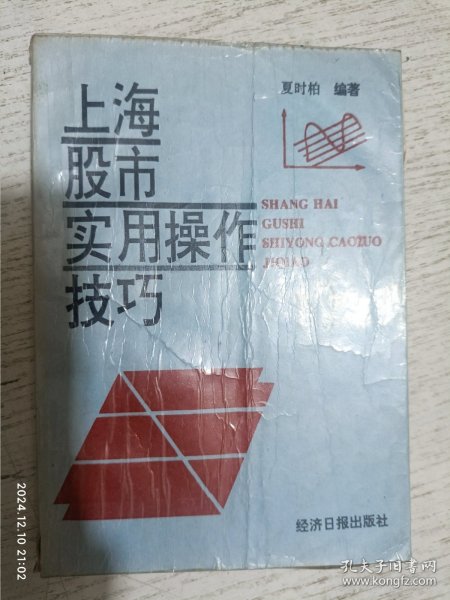 夏时柏 编著
上海
股市
实用操作
技巧
SHANG HAI
GUSHI
SHIYONG CAOZUO
JIQIAO
经济日报出版社
2024.12.10 21:02
孔夫子旧书网
www.kongfz.com